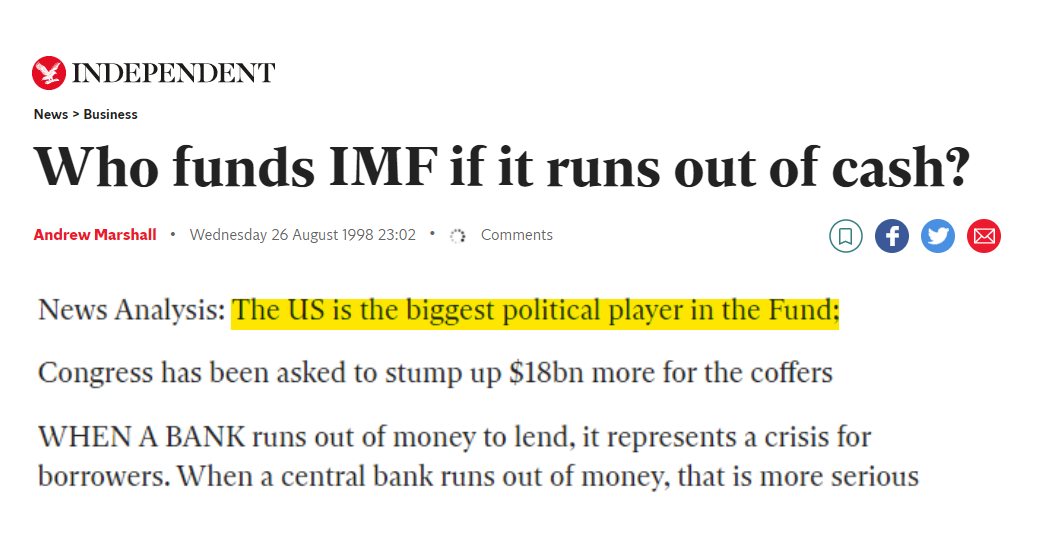 INDEPENDENT
News > Business
Who funds IMF if it runs out of cash?
Andrew Marshall • Wednesday 26 August 1998 23:02 • Comments
News Analysis: The US is the biggest political player in the Fund;
Congress has been asked to stump up $18bn more for the coffers
WHEN A BANK runs out of money to lend, it represents a crisis for
borrowers. When a central bank runs out of money, that is more serious